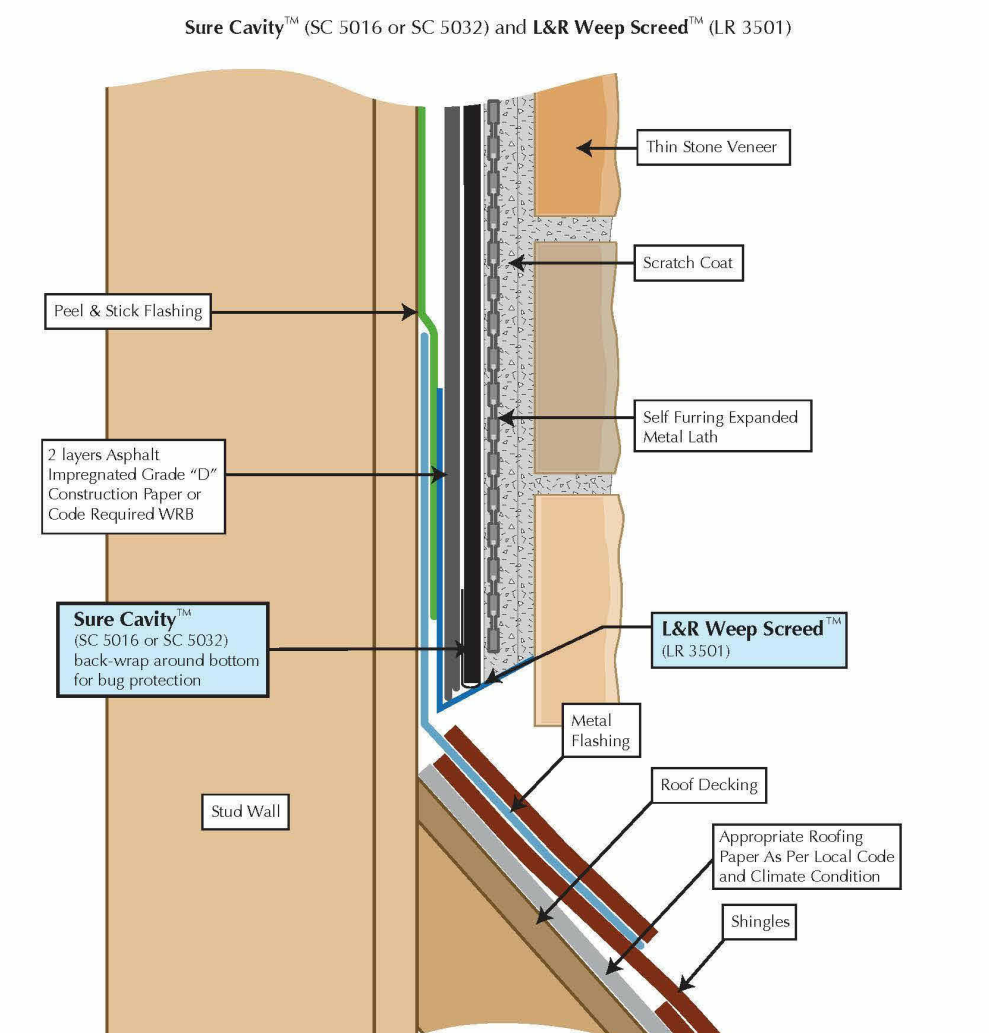 Sure Cavity™ (SC 5016 or SC 5032) and L&R Weep Screed™ (LR 3501)
Thin Stone Veneer
Scratch Coat
Peel & Stick Flashing
Self Furring Expanded
Metal Lath
2 layers Asphalt
Impregnated Grade “D”
Construction Paper or
Code Required WRB
Sure Cavity™
(SC 5016 or SC 5032)
back-wrap around bottom
for bug protection
L&R Weep Screed™
(LR 3501)
Metal
Flashing
Roof Decking
Stud Wall
Appropriate Roofing
Paper As Per Local Code
and Climate Condition
Shingles